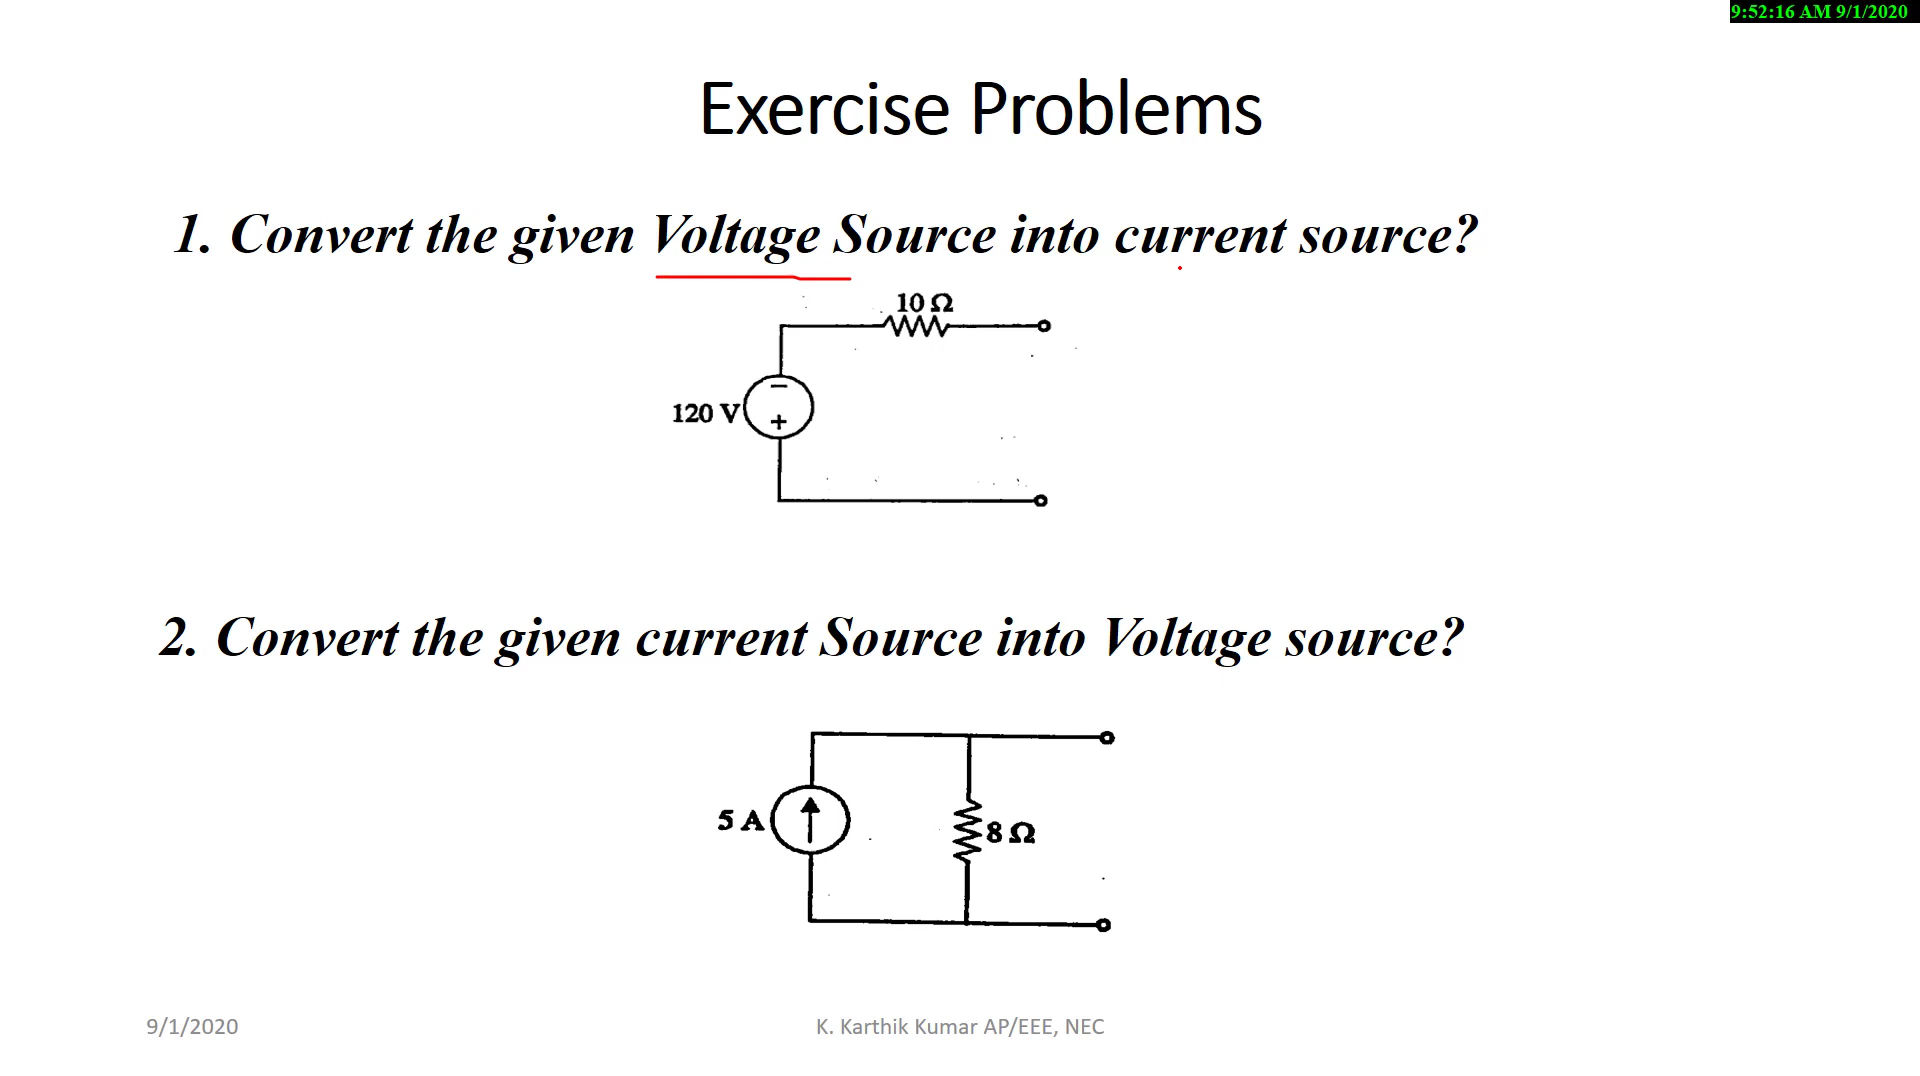 9:52:16 AM 9/1/2020
Exercise Problems
1. Convert the given Voltage Source into current source?
10 Ω
−
120 V
+
2. Convert the given current Source into Voltage source?
5 A
8 Ω
9/1/2020
K. Karthik Kumar AP/EEE, NEC